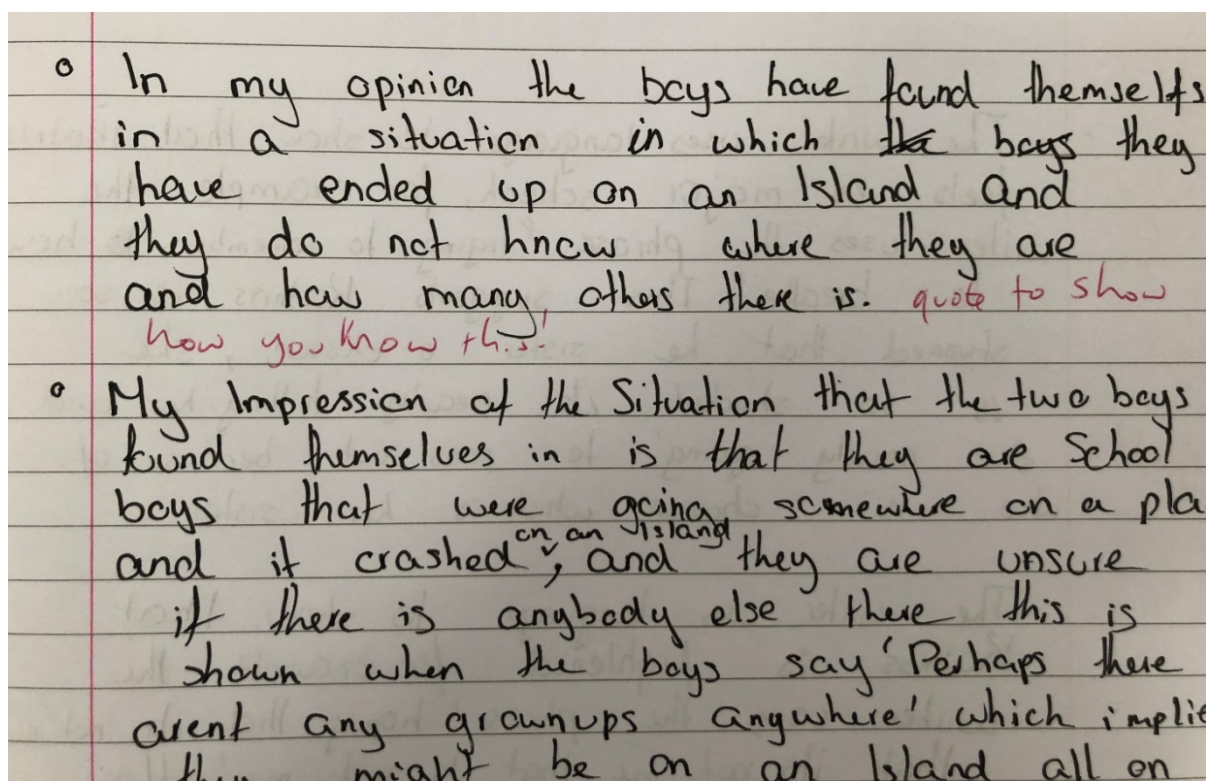 In my opinion the boys have found themselfs
in a situation in which the boys they
have ended up on an Island and
they do not know where they are
and how many others there is. quote to show
how you know this!
My Impression of the Situation that the two boys
found themselves in is that they are School
boys that were going somewhere on a pla
on an Island
and it crashed, and they are unsure
if there is anybody else there this is
shown when the boys say 'Perhaps there
arent any grownups anywhere' which implie
they might be on an Island all on